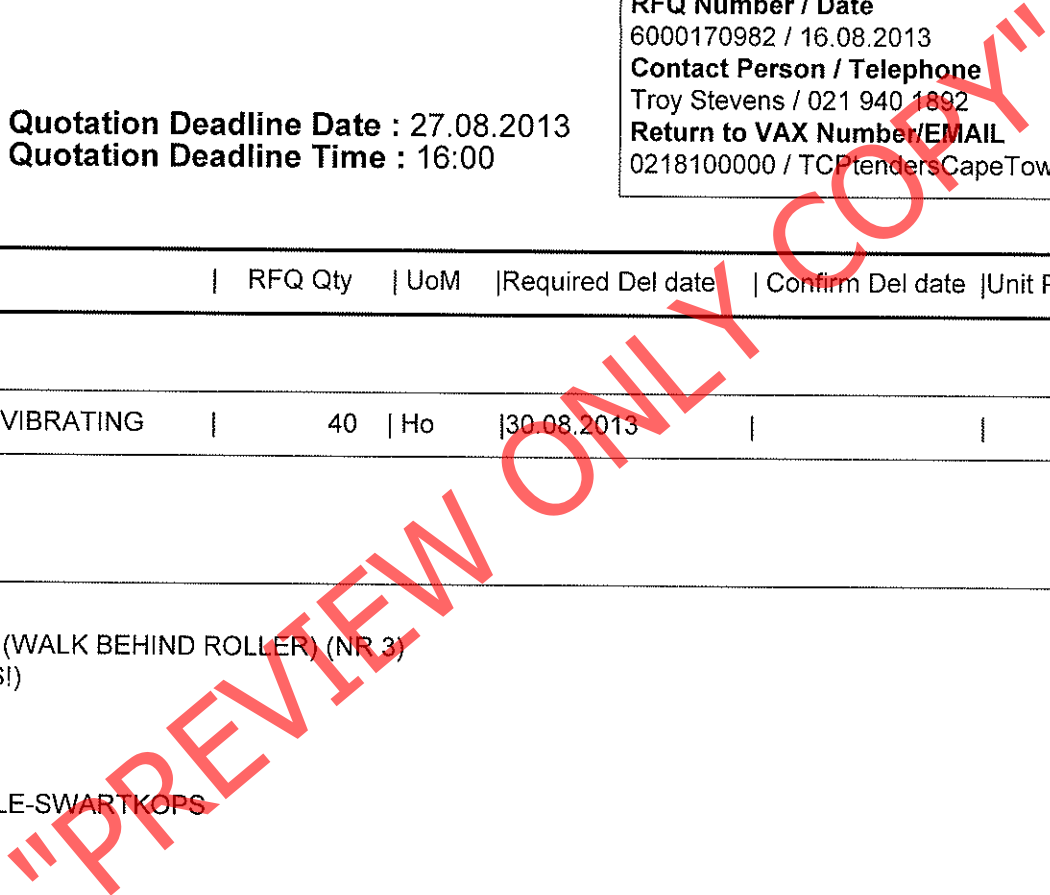 RFQ Number / Date
6000170982 / 16.08.2013
Contact Person / Telephone
Troy Stevens / 021 940 1892
Quotation Deadline Date : 27.08.2013
Return to VAX Number/EMAIL
Quotation Deadline Time : 16:00
0218100000 / TCPtendersCapeTow
| RFQ Qty | UoM |Required Del date | Confirm Del date |Unit P
VIBRATING | 40 | Ho |30.08.2013 | |
(WALK BEHIND ROLLER) (NR 3)
S!)
LE-SWARTKOPS
"PREVIEW ONLY COPY"